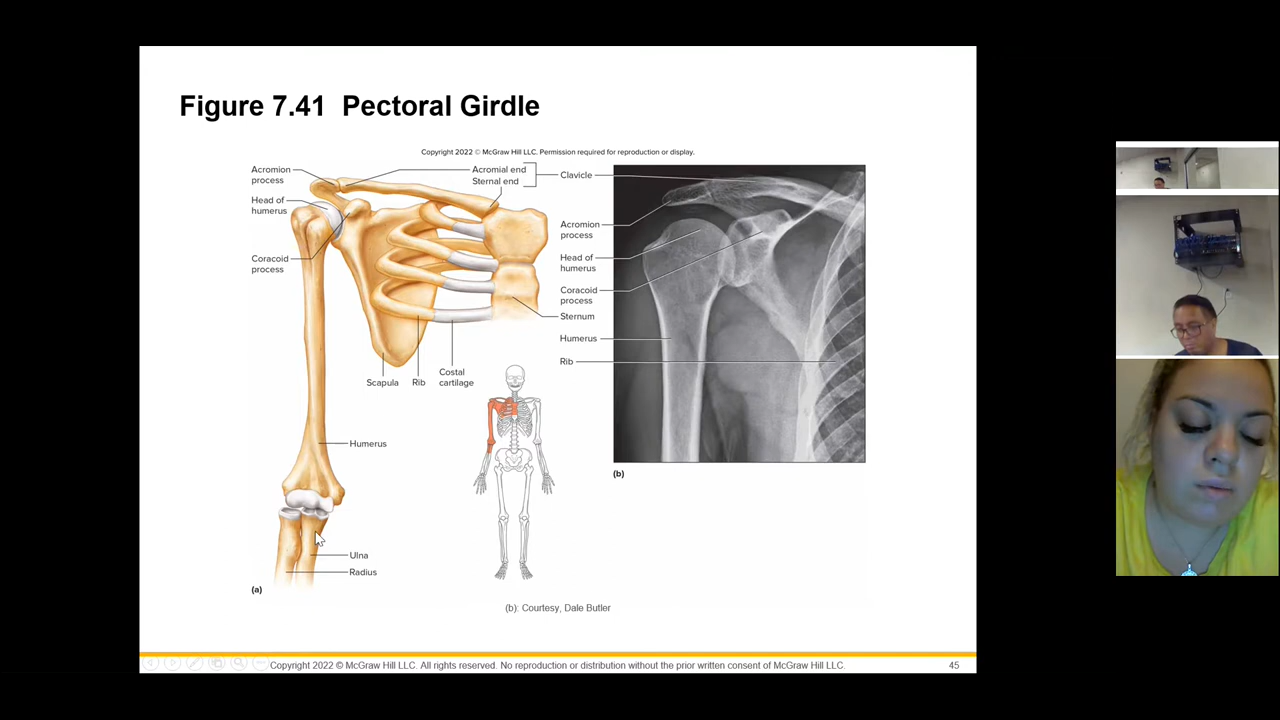 Figure 7.41 Pectoral Girdle
Copyright 2022 © McGraw Hill LLC. Permission required for reproduction or display.
Acromion
process
Head of
humerus
Coracoid
process
Acromial end
Sternal end
Clavicle
Acromion
process
Head of
humerus
Coracoid
process
Sternum
Humerus
Rib
Scapula
Rib
Costal
cartilage
Humerus
Ulna
Radius
(a)
(b)
(b): Courtesy, Dale Butler
Copyright 2022 © McGraw Hill LLC. All rights reserved. No reproduction or distribution without the prior written consent of McGraw Hill LLC.
45